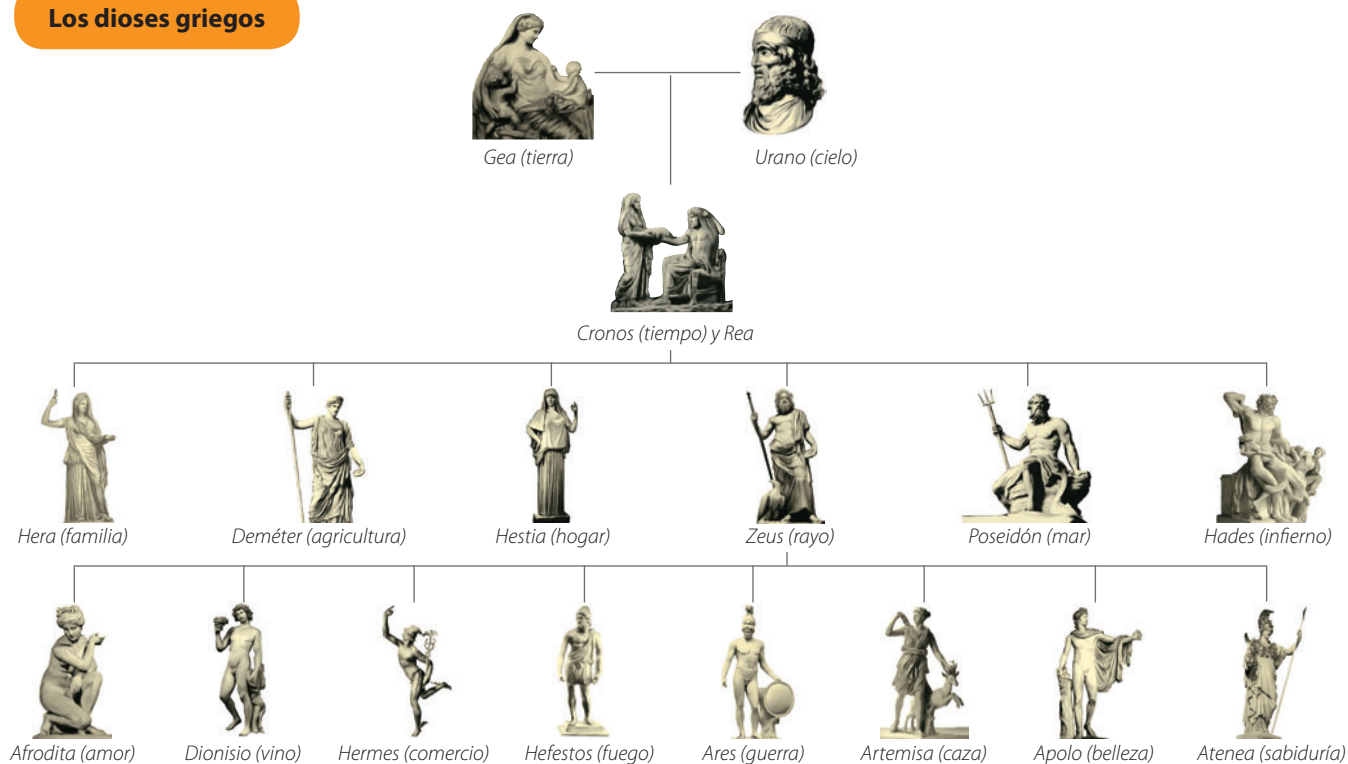 Los dioses griegos
Gea (tierra)
Urano (cielo)
Cronos (tiempo) y Rea
Hera (familia)
Deméter (agricultura)
Hestia (hogar)
Zeus (rayo)
Poseidón (mar)
Hades (infierno)
Afrodita (amor)
Dionisio (vino)
Hermes (comercio)
Hefestos (fuego)
Ares (guerra)
Artemisa (caza)
Apolo (belleza)
Atenea (sabiduría)